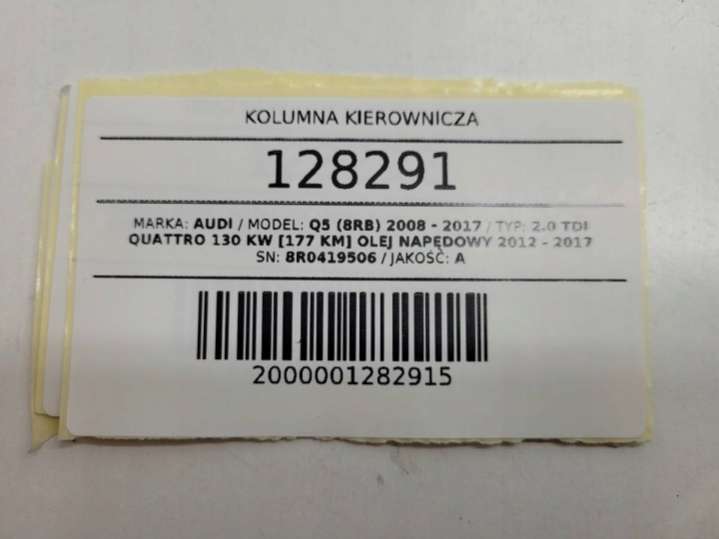 KOLUMNA KIEROWNICZA
128291
MARKA: AUDI / MODEL: Q5 (8RB) 2008 - 2017 / TYP: 2.0 TDI
QUATTRO 130 KW [177 KM] OLEJ NAPĘDOWY 2012 - 2017
SN: 8R0419506 / JAKOŚĆ: A
2000001282915